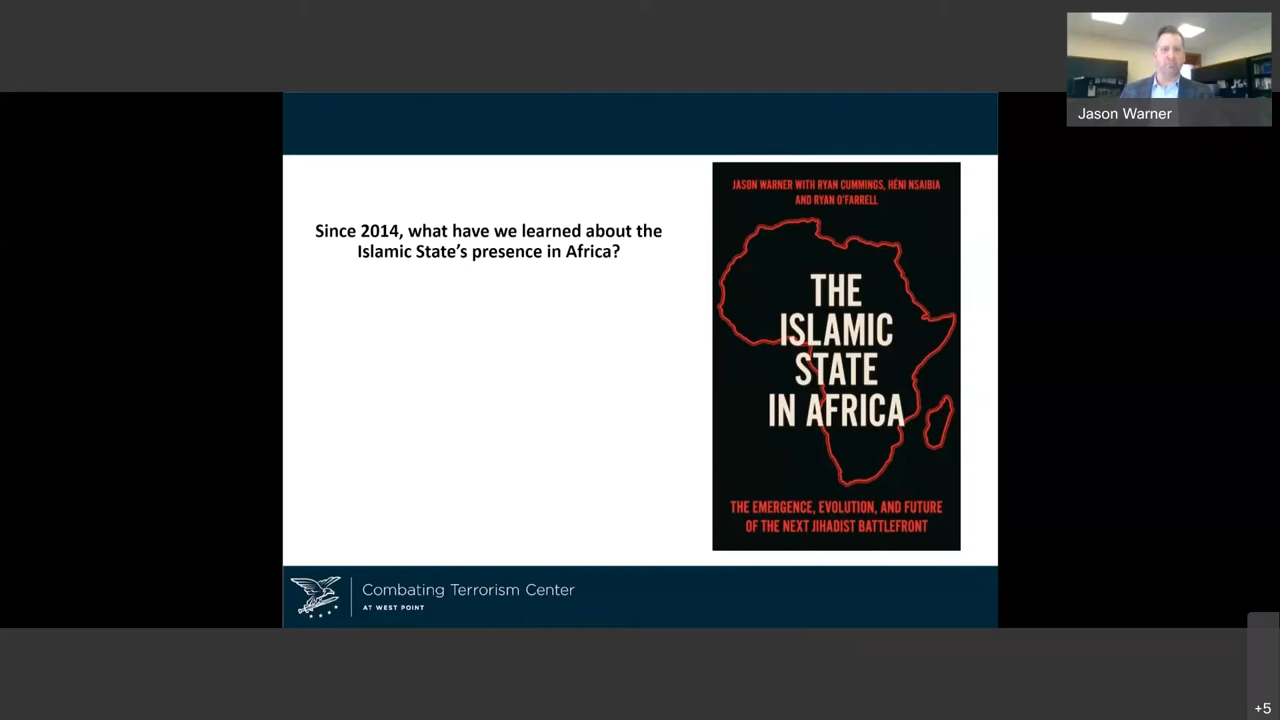 Jason Warner
Since 2014, what have we learned about the
Islamic State's presence in Africa?
JASON WARNER WITH RYAN CUMMINGS, HÉNI NSAIBIA
AND RYAN O'FARRELL
THE
ISLAMIC
STATE
IN AFRICA
THE EMERGENCE, EVOLUTION, AND FUTURE
OF THE NEXT JIHADIST BATTLEFRONT
Combating Terrorism Center
AT WEST POINT
+5